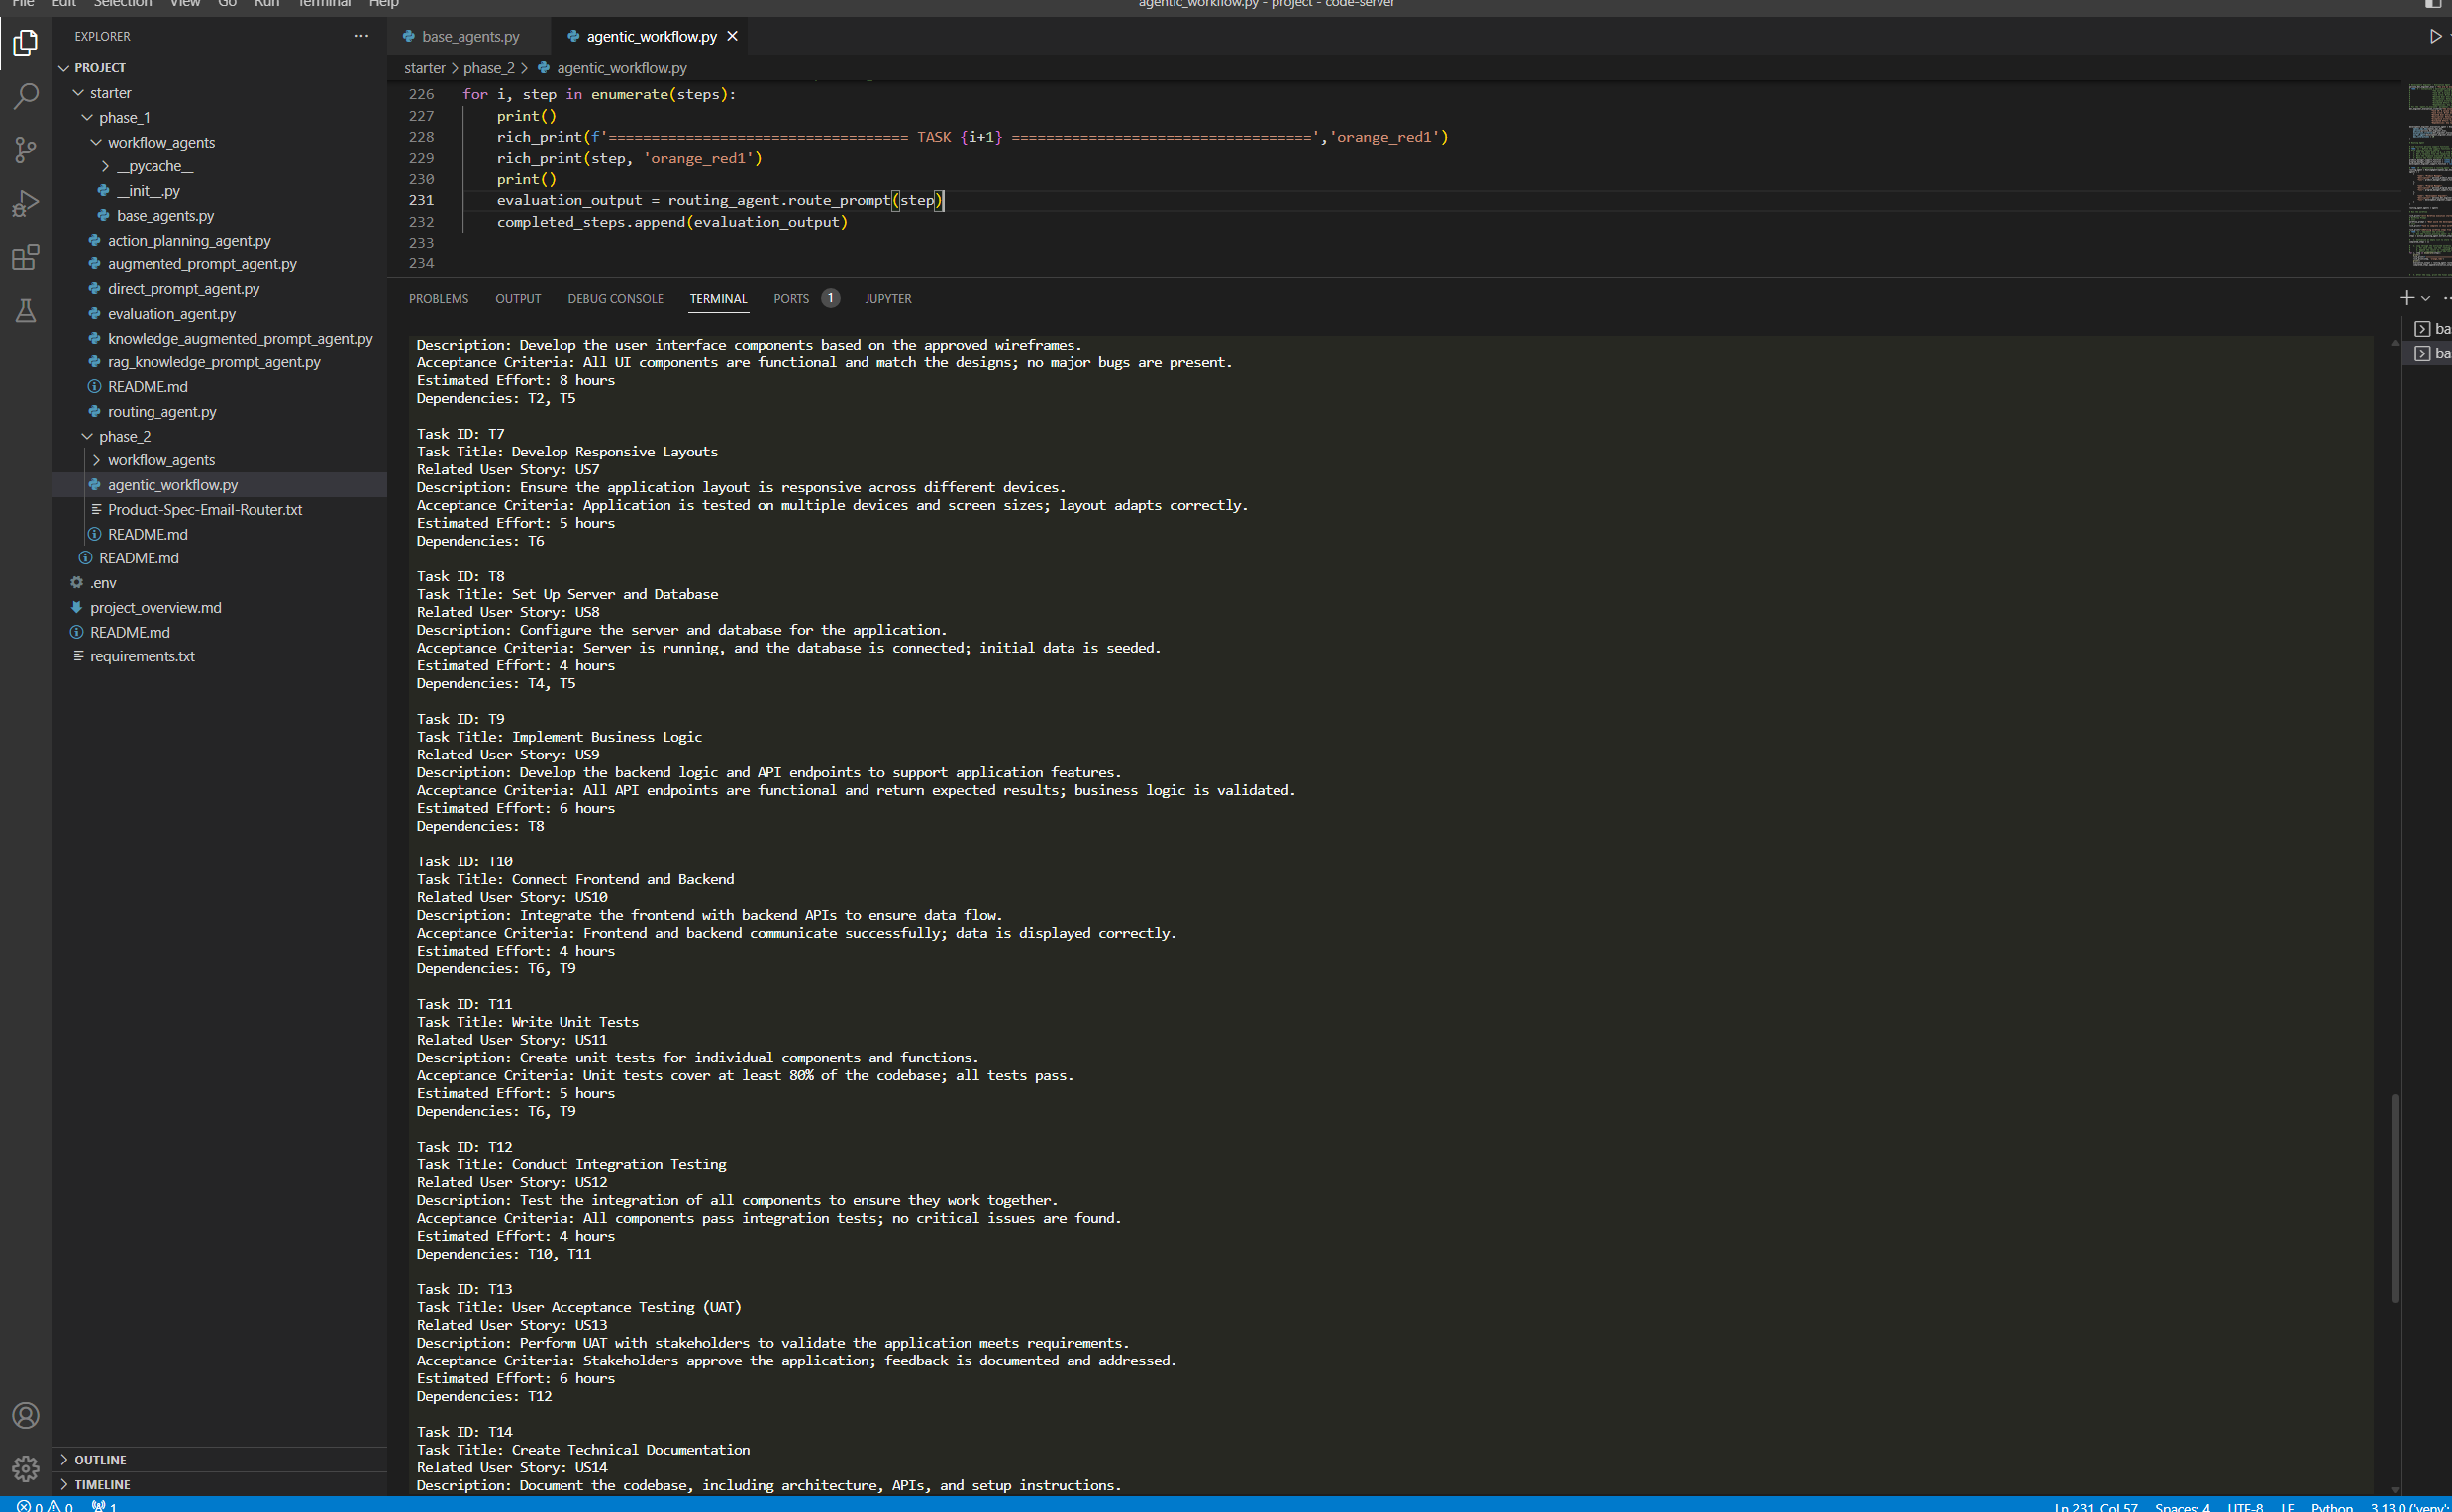 File Edit Selection View Go Run Terminal Help
agentic_workflow.py - project - code-server
EXPLORER
PROJECT
starter
phase_1
workflow_agents
__pycache__
__init__.py
base_agents.py
action_planning_agent.py
augmented_prompt_agent.py
direct_prompt_agent.py
evaluation_agent.py
knowledge_augmented_prompt_agent.py
rag_knowledge_prompt_agent.py
README.md
routing_agent.py
phase_2
workflow_agents
agentic_workflow.py
Product-Spec-Email-Router.txt
README.md
README.md
.env
project_overview.md
README.md
requirements.txt
OUTLINE
TIMELINE
base_agents.py
agentic_workflow.py
starter > phase_2 > agentic_workflow.py
226 for i, step in enumerate(steps):
227 print()
228 rich_print(f'=================================== TASK {i+1} ===================================','orange_red1')
229 rich_print(step, 'orange_red1')
230 print()
231 evaluation_output = routing_agent.route_prompt(step)
232 completed_steps.append(evaluation_output)
233
234
PROBLEMS OUTPUT DEBUG CONSOLE TERMINAL PORTS 1 JUPYTER
Description: Develop the user interface components based on the approved wireframes.
Acceptance Criteria: All UI components are functional and match the designs; no major bugs are present.
Estimated Effort: 8 hours
Dependencies: T2, T5
Task ID: T7
Task Title: Develop Responsive Layouts
Related User Story: US7
Description: Ensure the application layout is responsive across different devices.
Acceptance Criteria: Application is tested on multiple devices and screen sizes; layout adapts correctly.
Estimated Effort: 5 hours
Dependencies: T6
Task ID: T8
Task Title: Set Up Server and Database
Related User Story: US8
Description: Configure the server and database for the application.
Acceptance Criteria: Server is running, and the database is connected; initial data is seeded.
Estimated Effort: 4 hours
Dependencies: T4, T5
Task ID: T9
Task Title: Implement Business Logic
Related User Story: US9
Description: Develop the backend logic and API endpoints to support application features.
Acceptance Criteria: All API endpoints are functional and return expected results; business logic is validated.
Estimated Effort: 6 hours
Dependencies: T8
Task ID: T10
Task Title: Connect Frontend and Backend
Related User Story: US10
Description: Integrate the frontend with backend APIs to ensure data flow.
Acceptance Criteria: Frontend and backend communicate successfully; data is displayed correctly.
Estimated Effort: 4 hours
Dependencies: T6, T9
Task ID: T11
Task Title: Write Unit Tests
Related User Story: US11
Description: Create unit tests for individual components and functions.
Acceptance Criteria: Unit tests cover at least 80% of the codebase; all tests pass.
Estimated Effort: 5 hours
Dependencies: T6, T9
Task ID: T12
Task Title: Conduct Integration Testing
Related User Story: US12
Description: Test the integration of all components to ensure they work together.
Acceptance Criteria: All components pass integration tests; no critical issues are found.
Estimated Effort: 4 hours
Dependencies: T10, T11
Task ID: T13
Task Title: User Acceptance Testing (UAT)
Related User Story: US13
Description: Perform UAT with stakeholders to validate the application meets requirements.
Acceptance Criteria: Stakeholders approve the application; feedback is documented and addressed.
Estimated Effort: 6 hours
Dependencies: T12
Task ID: T14
Task Title: Create Technical Documentation
Related User Story: US14
Description: Document the codebase, including architecture, APIs, and setup instructions.
ba
ba
0 0 1
Ln 231, Col 57 Spaces: 4 UTF-8 LF Python 3.13.0 ('venv':